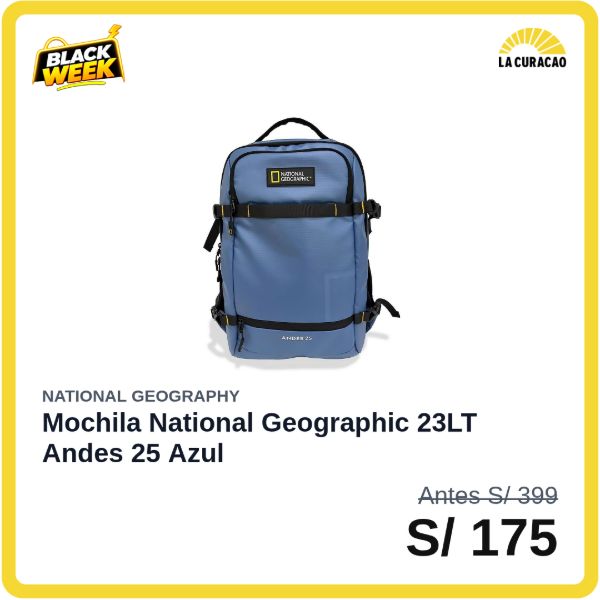 BLACK
WEEK
LA CURACAO
NATIONAL
GEOGRAPHIC
ANDES 25
NATIONAL GEOGRAPHY
Mochila National Geographic 23LT
Andes 25 Azul
Antes S/ 399
S/ 175